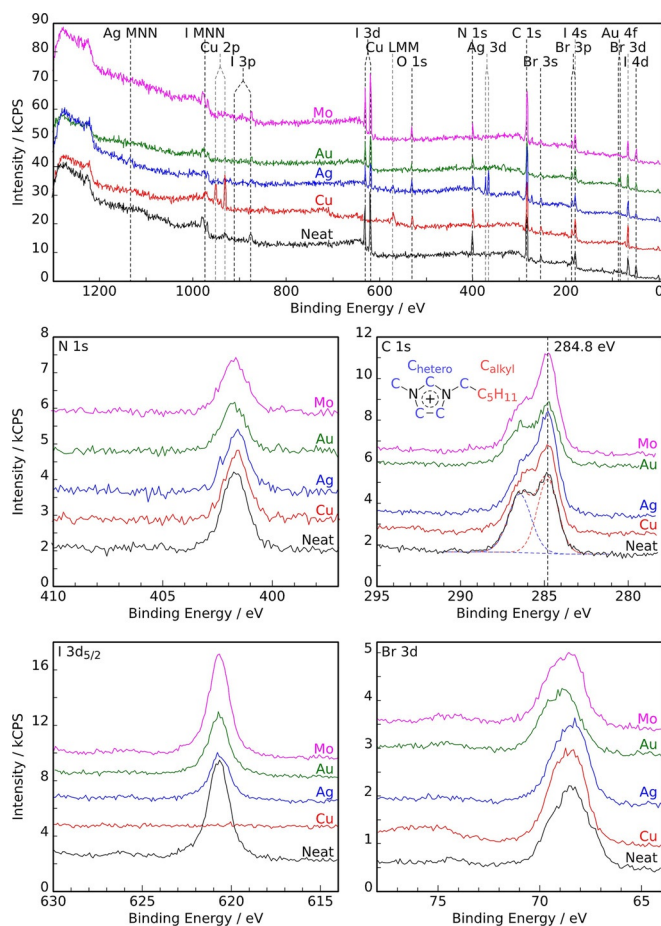 Ag MNN I MNN I 3d N 1s C 1s I 4s Au 4f
Cu 2p Cu LMM Ag 3d Br 3p Br 3d
I 3p O 1s Br 3s I 4d
90
80
70
60
50
40
30
20
10
0
Intensity / kCPS
Mo
Au
Ag
Cu
Neat
1200 1000 800 600 400 200 0
Binding Energy / eV
N 1s
8
7
6
5
4
3
2
1
0
Intensity / kCPS
Mo
Au
Ag
Cu
Neat
410 405 400
Binding Energy / eV
C 1s
284.8 eV
12
10
8
6
4
2
0
C hetero
C alkyl
C C C
N + N C5H11
C C
Mo
Au
Ag
Cu
Neat
295 290 285 280
Binding Energy / eV
I 3d5/2
16
12
8
4
0
Intensity / kCPS
Mo
Au
Ag
Cu
Neat
630 625 620 615
Binding Energy / eV
Br 3d
5
4
3
2
1
0
Mo
Au
Ag
Cu
Neat
75 70 65
Binding Energy / eV